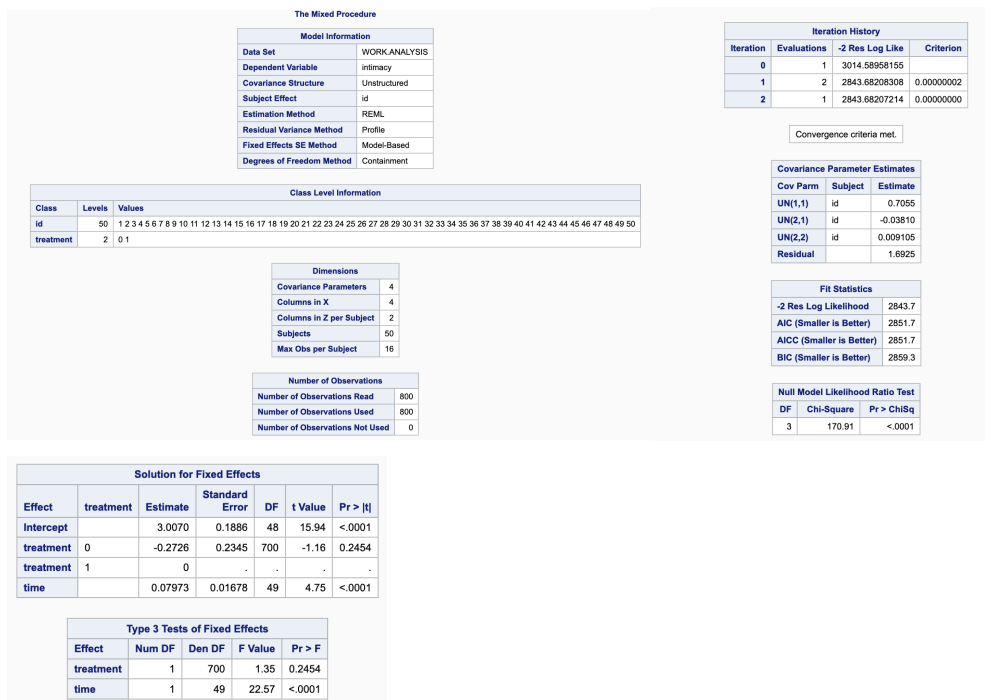 The Mixed Procedure
Model Information
Data Set WORK.ANALYSIS
Dependent Variable intimacy
Covariance Structure Unstructured
Subject Effect id
Estimation Method REML
Residual Variance Method Profile
Fixed Effects SE Method Model-Based
Degrees of Freedom Method Containment
Class Level Information
Class Levels Values
id 50 1 2 3 4 5 6 7 8 9 10 11 12 13 14 15 16 17 18 19 20 21 22 23 24 25 26 27 28 29 30 31 32 33 34 35 36 37 38 39 40 41 42 43 44 45 46 47 48 49 50
treatment 2 0 1
Dimensions
Covariance Parameters 4
Columns in X 4
Columns in Z per Subject 2
Subjects 50
Max Obs per Subject 16
Number of Observations
Number of Observations Read 800
Number of Observations Used 800
Number of Observations Not Used 0
Iteration History
Iteration Evaluations -2 Res Log Like Criterion
0 1 3014.58958155
1 2 2843.68208308 0.00000002
2 1 2843.68207214 0.00000000
Convergence criteria met.
Covariance Parameter Estimates
Cov Parm Subject Estimate
UN(1,1) id 0.7055
UN(2,1) id -0.03810
UN(2,2) id 0.009105
Residual 1.6925
Fit Statistics
-2 Res Log Likelihood 2843.7
AIC (Smaller is Better) 2851.7
AICC (Smaller is Better) 2851.7
BIC (Smaller is Better) 2859.3
Null Model Likelihood Ratio Test
DF Chi-Square Pr > ChiSq
3 170.91 <.0001
Solution for Fixed Effects
Effect treatment Estimate Standard Error DF t Value Pr > |t|
Intercept 3.0070 0.1886 48 15.94 <.0001
treatment 0 -0.2726 0.2345 700 -1.16 0.2454
treatment 1 0 . . . .
time 0.07973 0.01678 49 4.75 <.0001
Type 3 Tests of Fixed Effects
Effect Num DF Den DF F Value Pr > F
treatment 1 700 1.35 0.2454
time 1 49 22.57 <.0001